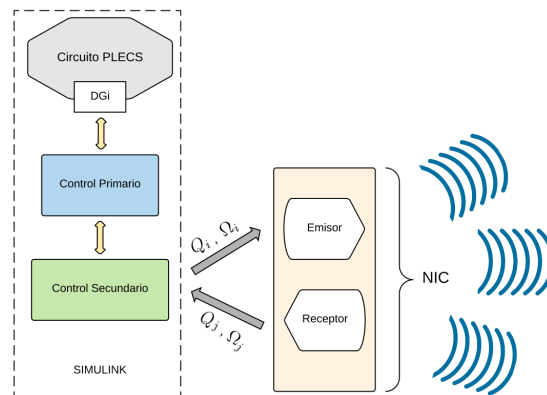 Circuito PLECS
DGi
Control Primario
Control Secundario
SIMULINK
Qi , Ωi
Qj , Ωj
Emisor
Receptor
NIC